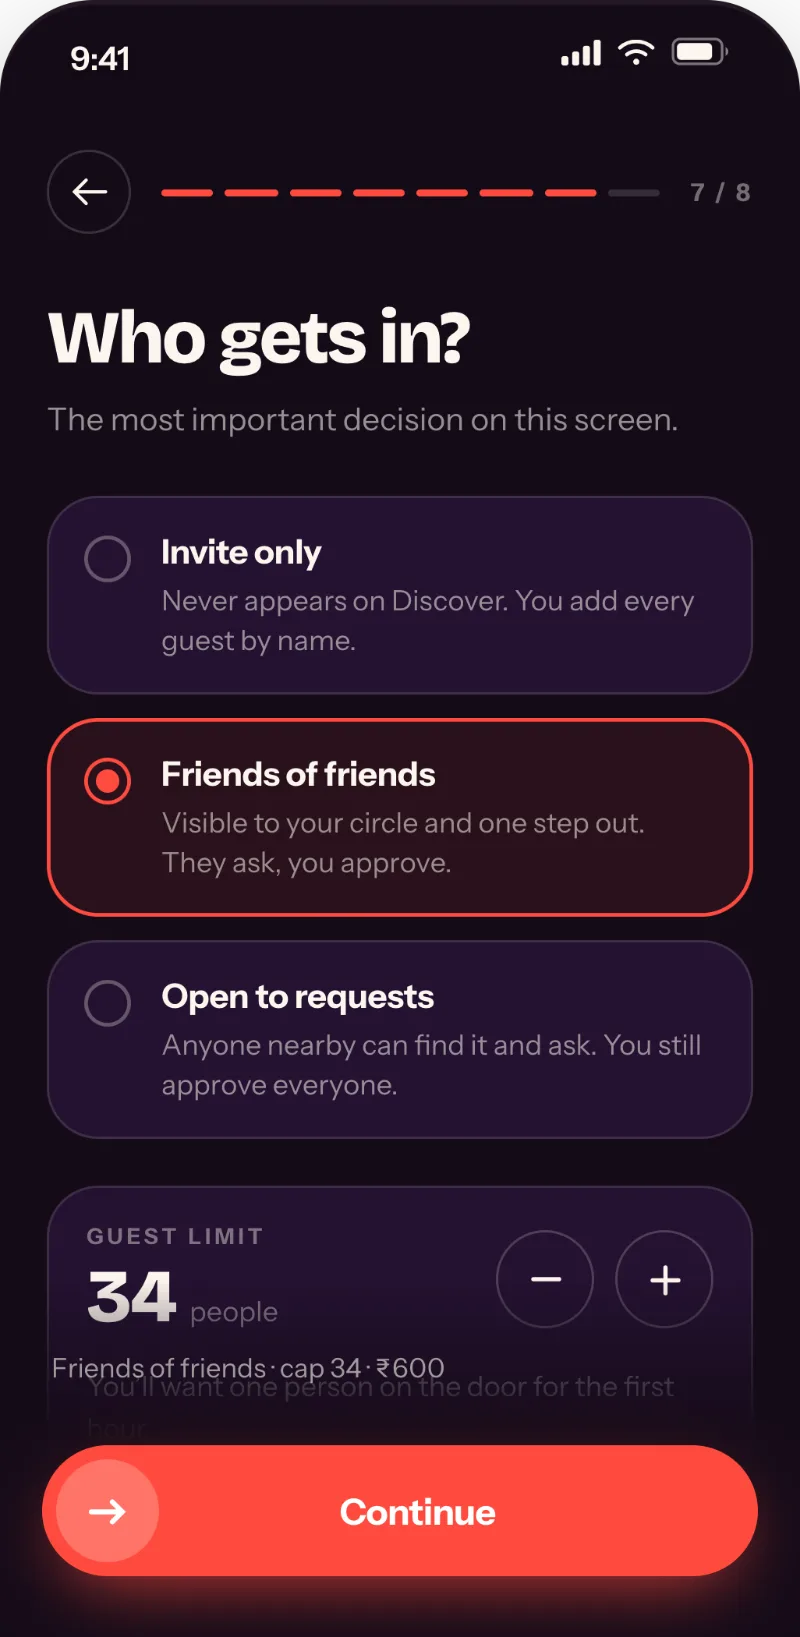 9:41
7 / 8
Who gets in?
The most important decision on this screen.
Invite only
Never appears on Discover. You add every
guest by name.
Friends of friends
Visible to your circle and one step out.
They ask, you approve.
Open to requests
Anyone nearby can find it and ask. You still
approve everyone.
GUEST LIMIT
34 people
Friends of friends · cap 34 · ₹600
You'll want one person on the door for the first
hour.
Continue